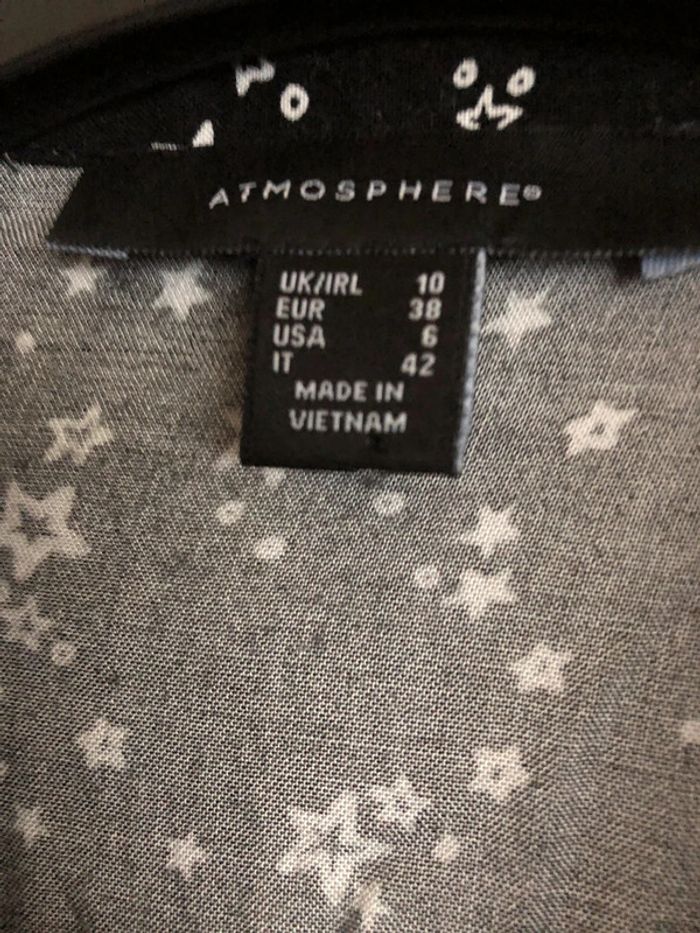 ATMOSPHERE®
UK/IRL 10
EUR 38
USA 6
IT 42
MADE IN
VIETNAM